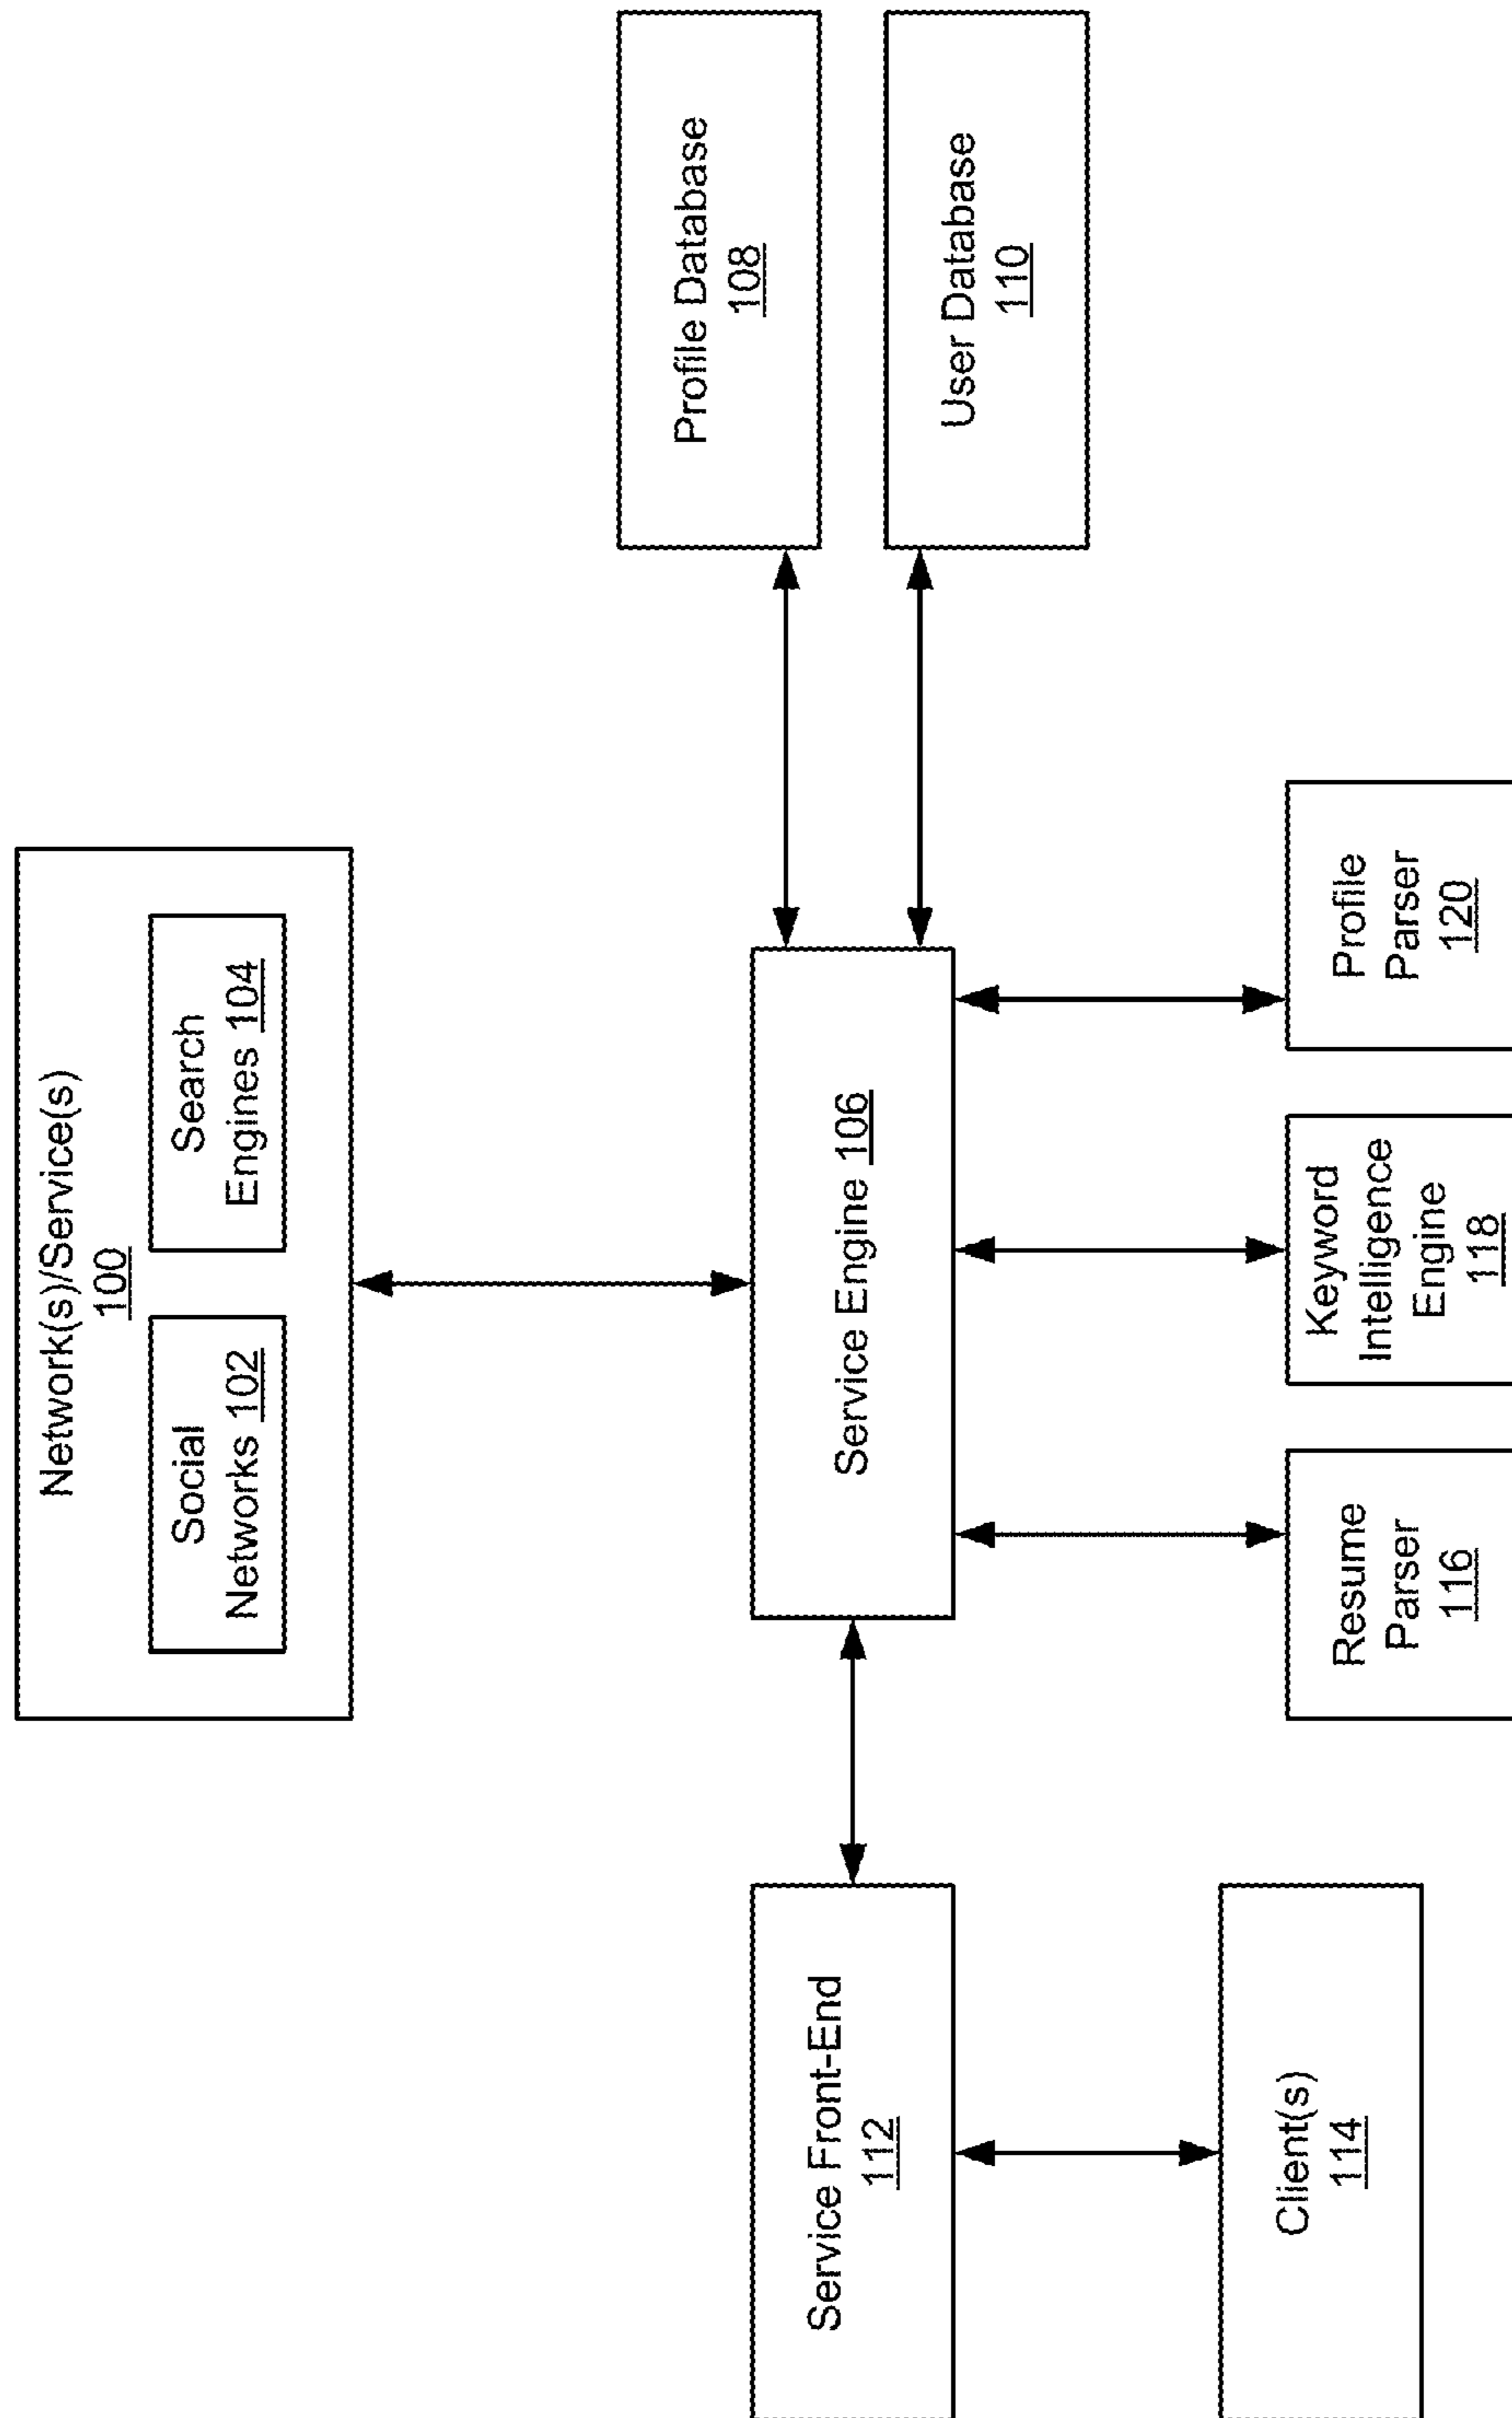 Network(s)/Service(s)
100
Social
Networks 102
Search
Engines 104
Profile Database
108
Service Front-End
112
Service Engine 106
User Database
110
Client(s)
114
Resume
Parser
116
Keyword
Intelligence
Engine
118
Profile
Parser
120